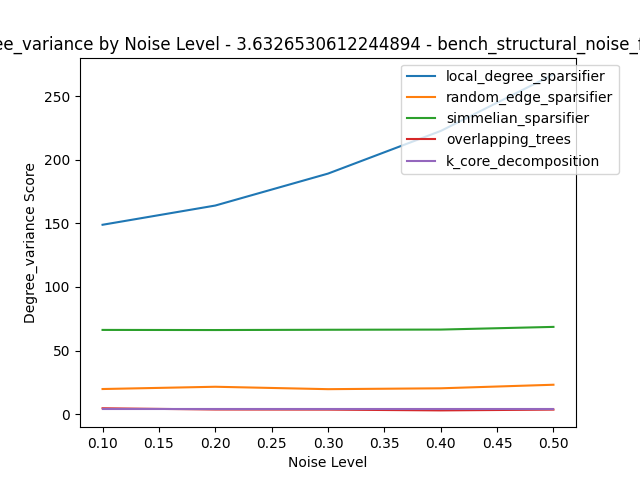 ee_variance by Noise Level - 3.6326530612244894 - bench_structural_noise_f
local_degree_sparsifier
random_edge_sparsifier
simmelian_sparsifier
overlapping_trees
k_core_decomposition
Degree_variance Score
250
200
150
100
50
0
0.10 0.15 0.20 0.25 0.30 0.35 0.40 0.45 0.50
Noise Level